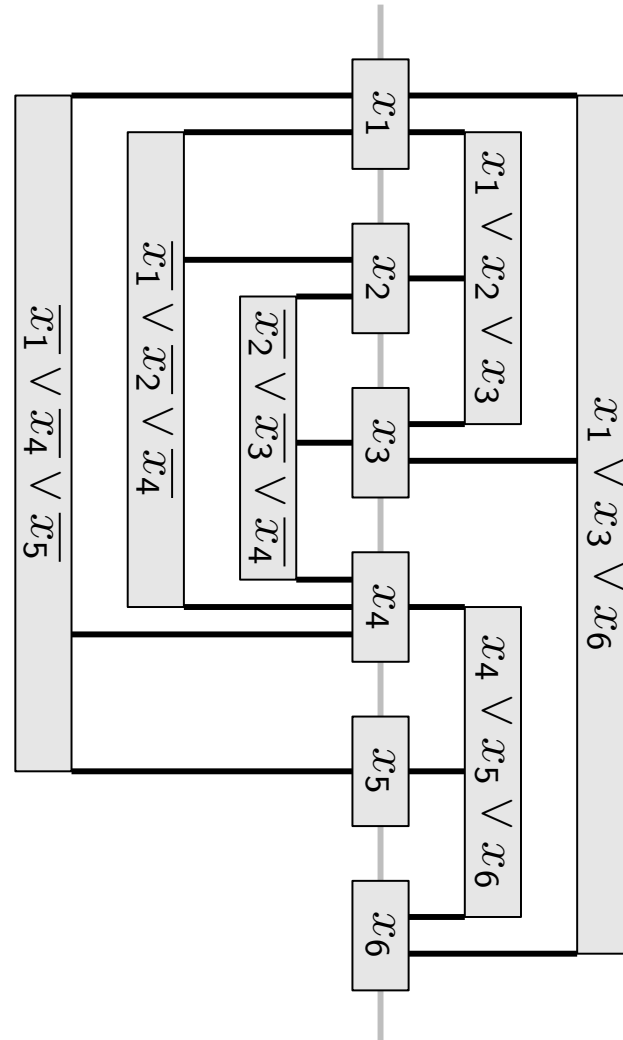 x₁ ∨ x₃ ∨ x₆
x₁ ∨ x₂ ∨ x₃
x₄ ∨ x₅ ∨ x₆
x₁
x₂
x₃
x₄
x₅
x₆
x̅₂ ∨ x̅₃ ∨ x̅₄
x̅₁ ∨ x̅₂ ∨ x̅₄
x̅₁ ∨ x̅₄ ∨ x̅₅